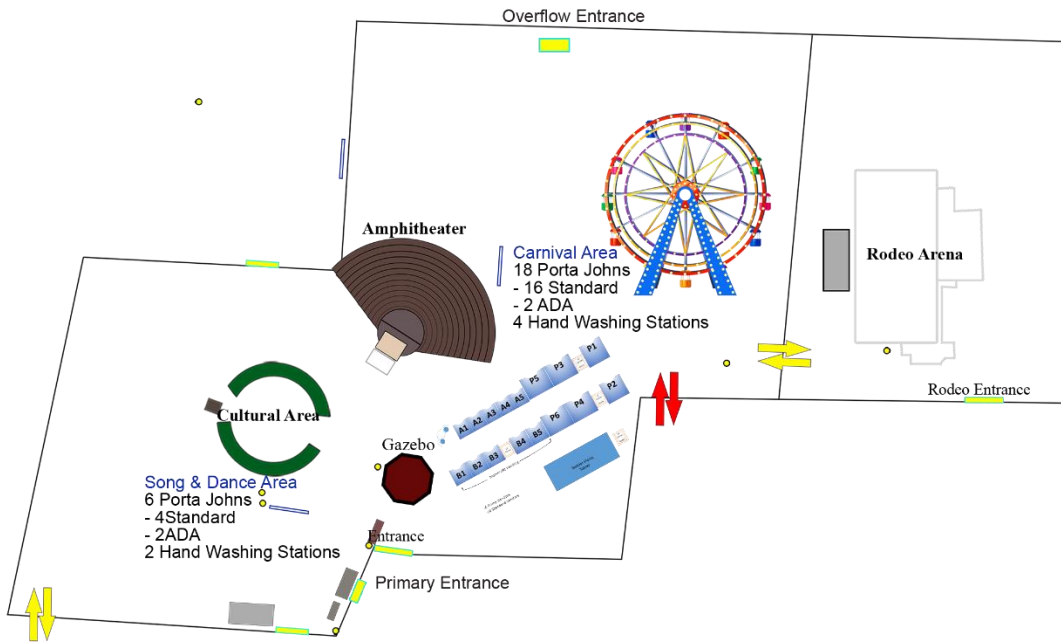 Overflow Entrance
Amphitheater
Carnival Area
18 Porta Johns
- 16 Standard
- 2 ADA
4 Hand Washing Stations
Rodeo Arena
Rodeo Entrance
P1
P3
P5
A5
A4
A3
A2
A1
P2
P4
P6
B5
B4
B3
B2
B1
Cultural Area
Gazebo
Song & Dance Area
6 Porta Johns
- 4Standard
- 2ADA
2 Hand Washing Stations
Entrance
Primary Entrance